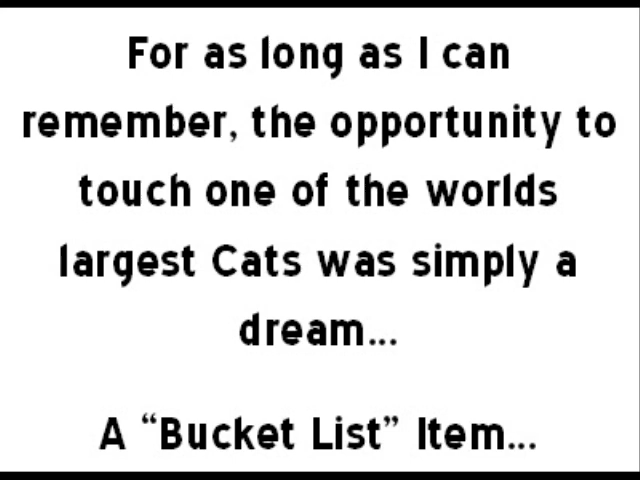 For as long as I can
remember, the opportunity to
touch one of the worlds
largest Cats was simply a
dream...
A “Bucket List” Item...